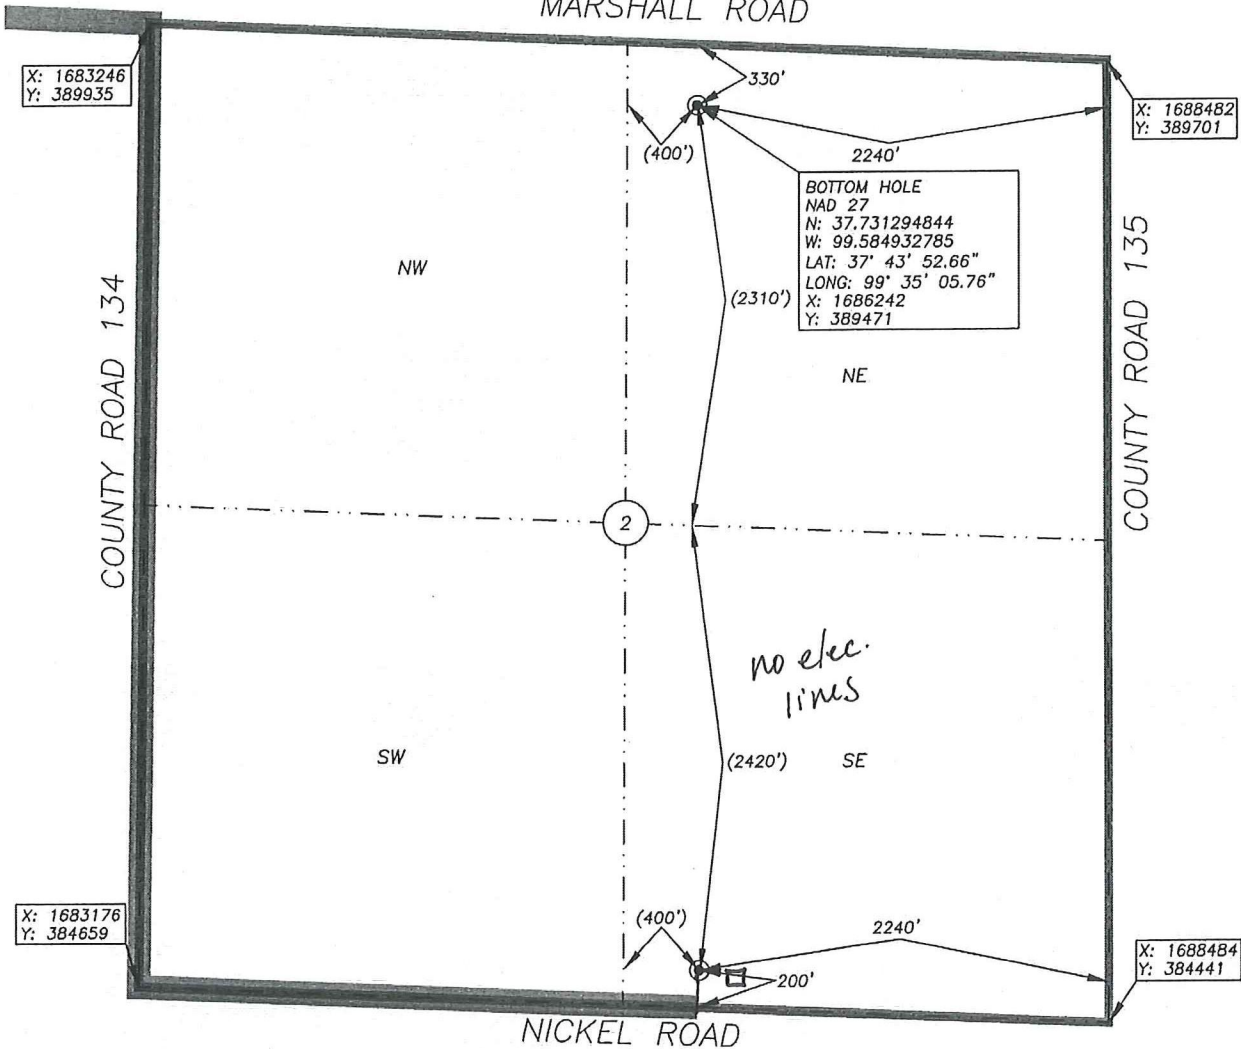 MARSHALL ROAD
X: 1683246
Y: 389935
330'
X: 1688482
Y: 389701
(400')
2240'
BOTTOM HOLE
NAD 27
N: 37.731294844
W: 99.584932785
LAT: 37° 43' 52.66"
LONG: 99° 35' 05.76"
X: 1686242
Y: 389471
NW
(2310')
NE
COUNTY ROAD 134
COUNTY ROAD 135
2
no elec.
lines
SW
(2420')
SE
X: 1683176
Y: 384659
(400')
2240'
200'
X: 1688484
Y: 384441
NICKEL ROAD